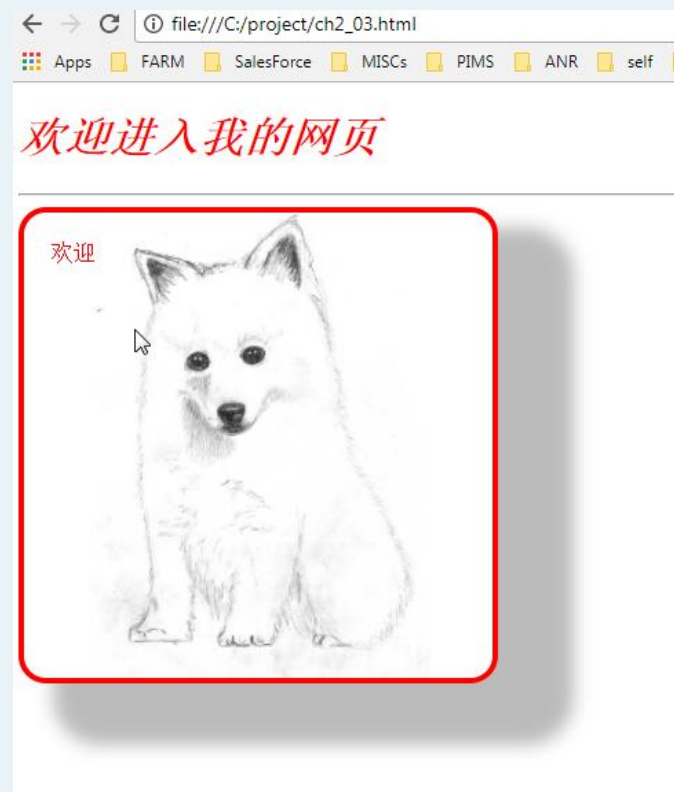 file:///C:/project/ch2_03.html
Apps FARM SalesForce MISCs PIMS ANR self
欢迎进入我的网页
欢迎